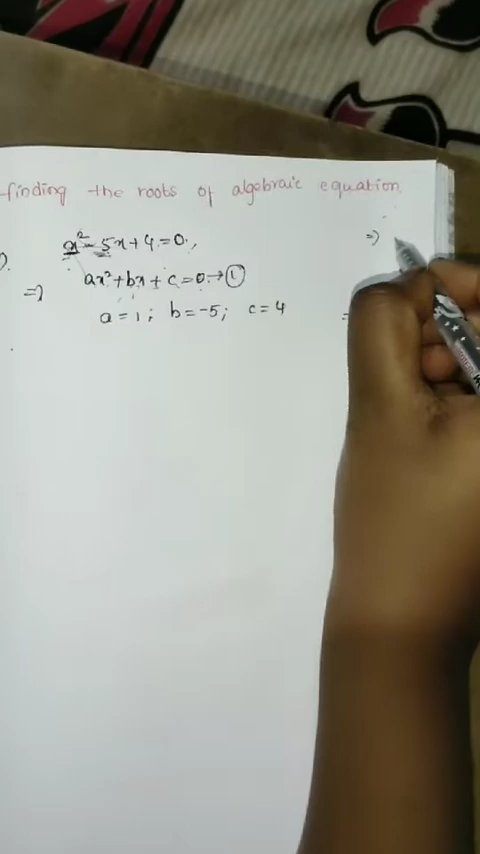 finding the roots of algebraic equation
x² - 5x + 4 = 0.,
⇒ ax² + bx + c = 0 → ①
a = 1 ; b = -5; c = 4
⇒